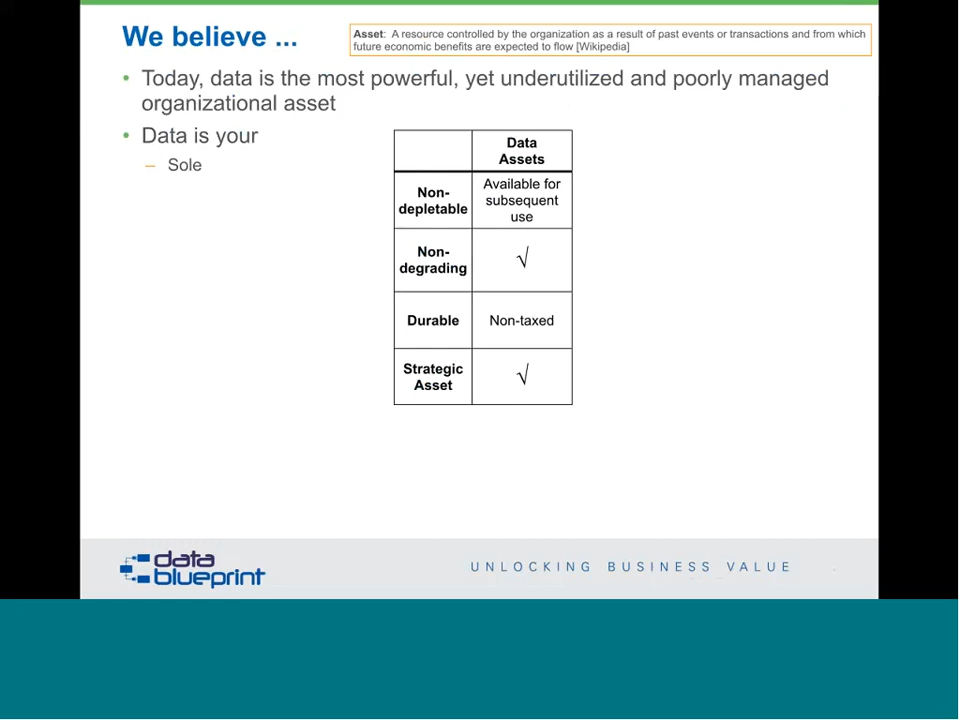 We believe ...
Asset: A resource controlled by the organization as a result of past events or transactions and from which
future economic benefits are expected to flow [Wikipedia]
• Today, data is the most powerful, yet underutilized and poorly managed
organizational asset
• Data is your
– Sole
Data
Assets
Non-
depletable
Available for
subsequent
use
Non-
degrading
√
Durable
Non-taxed
Strategic
Asset
√
data
blueprint
UNLOCKING BUSINESS VALUE